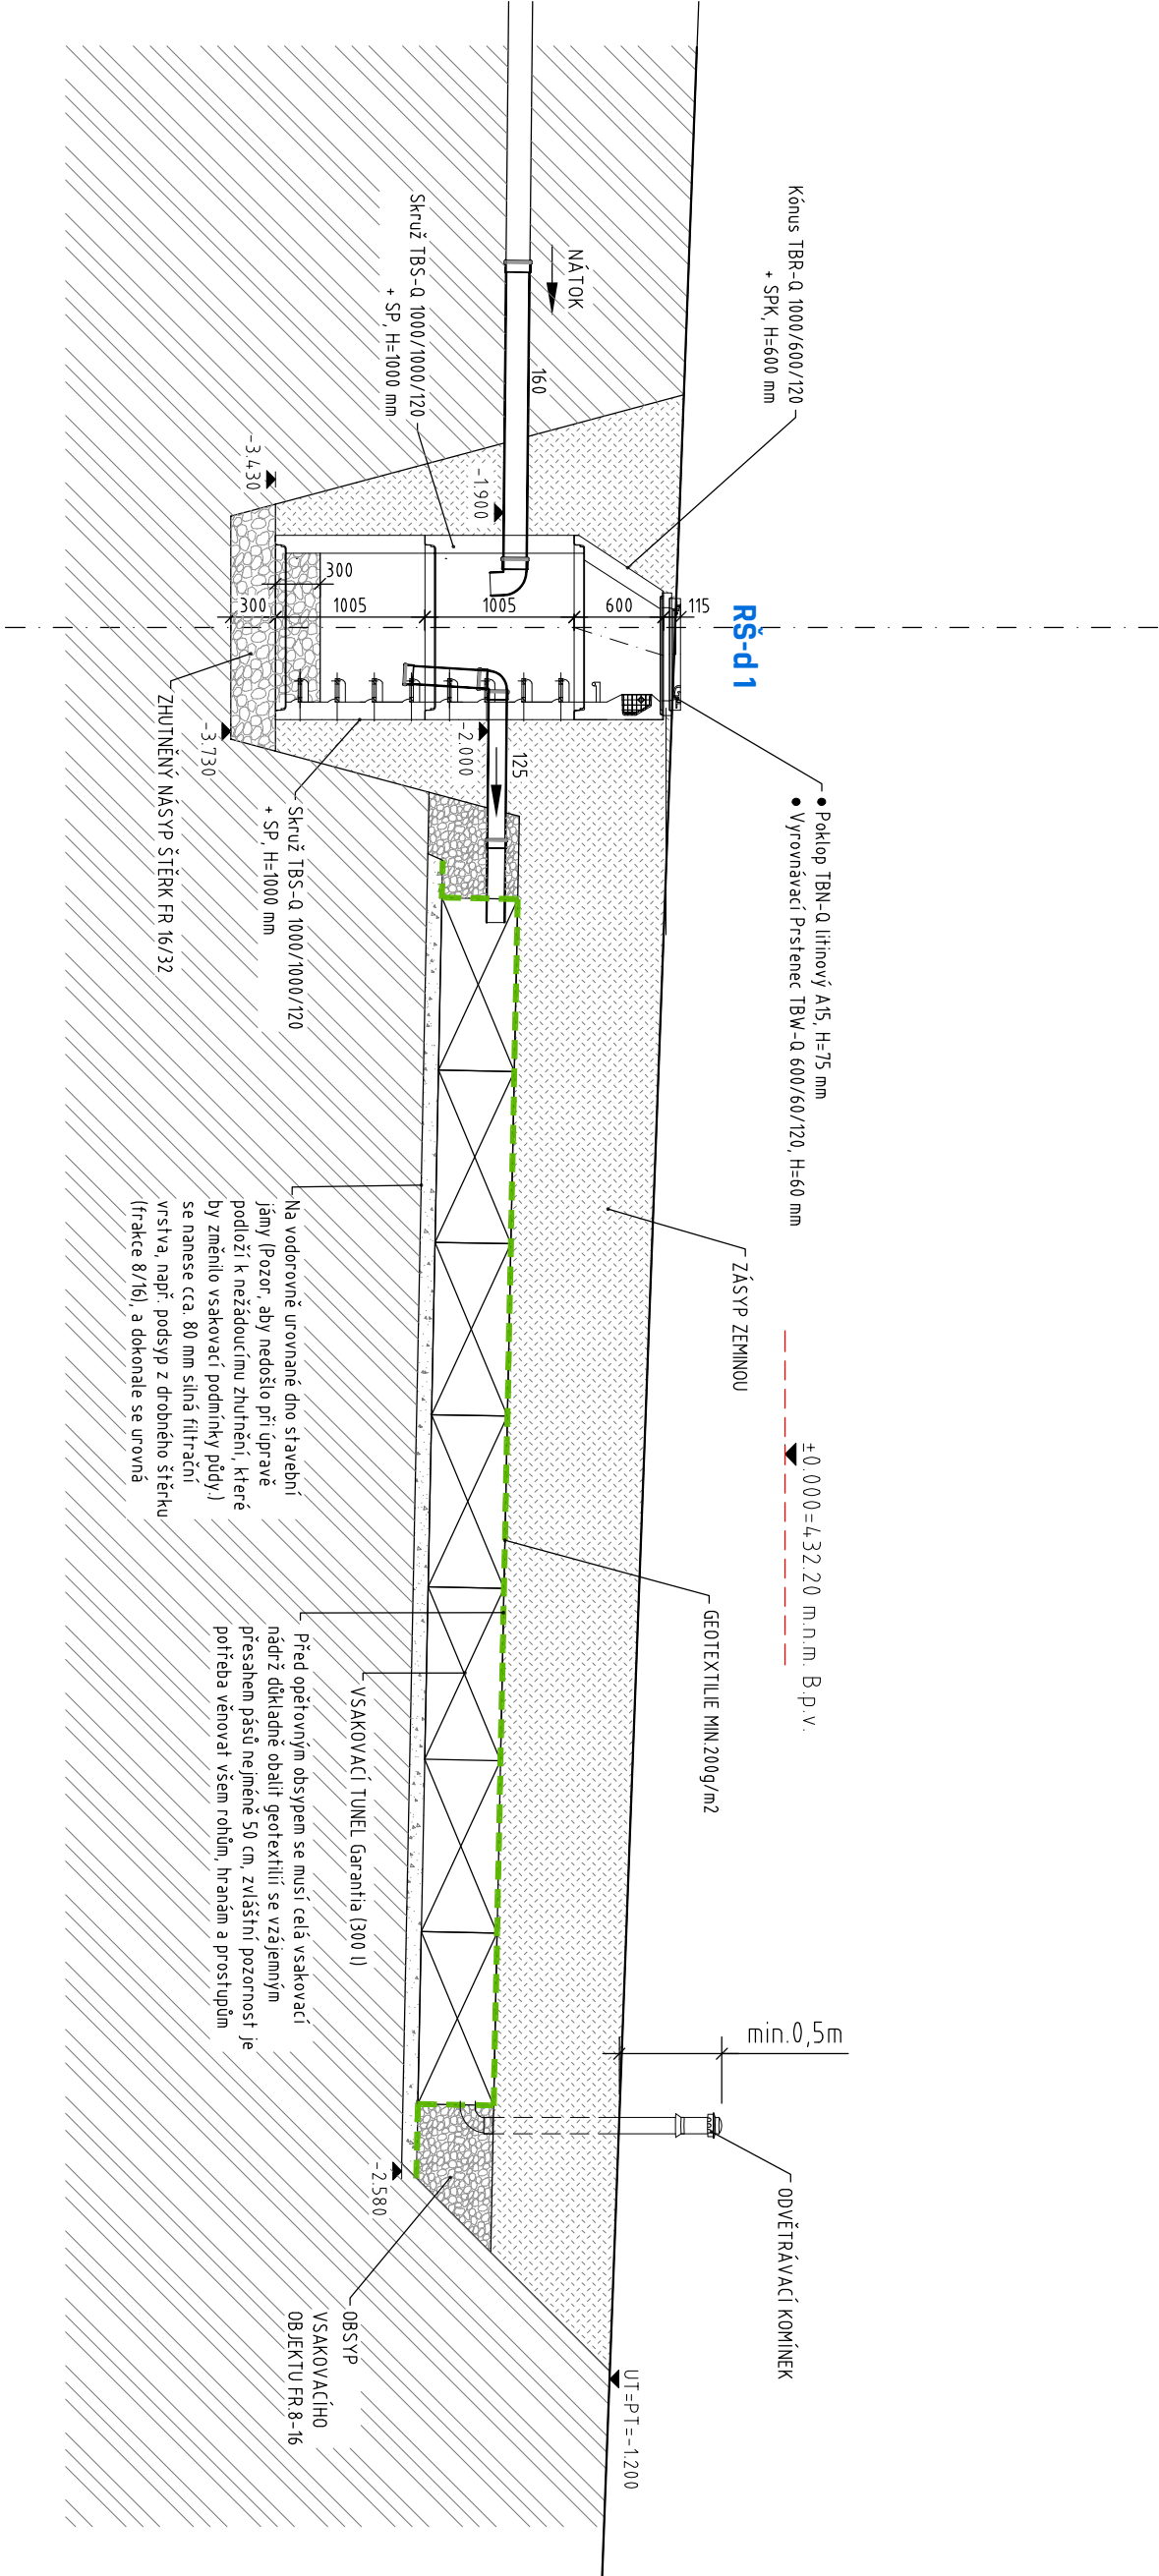 ±0.000=432.20 m.n.m. B.p.v.
• Poklop TBN-Q litinový A15, H=75 mm
• Vyrovnávací Prstenec TBW-Q 600/60/120, H=60 mm
Kónus TBR-Q 1000/600/120
+ SPK, H=600 mm
RŠ-d 1
ZÁSYP ZEMINOU
GEOTEXTILIE MIN.200g/m2
min.0,5m
ODVĚTRÁVACÍ KOMÍNEK
UT=PT=-1.200
NÁTOK
160
-1.900
115
600
1005
1005
300
300
125
-2.000
Skruž TBS-Q 1000/1000/120
+ SP, H=1000 mm
-3.430
-3.730
Skruž TBS-Q 1000/1000/120
+ SP, H=1000 mm
ZHUTNĚNÝ NÁSYP ŠTĚRK FR 16/32
Na vodorovně urovnané dno stavební
jámy (Pozor, aby nedošlo při úpravě
podloží k nežádoucímu zhutnění, které
by změnilo vsakovací podmínky půdy.)
se nanese cca. 80 mm silná filtrační
vrstva, např. podsyp z drobného štěrku
(frakce 8/16), a dokonale se urovná
VSAKOVACÍ TUNEL Garantia (300 l)
Před opětovným obsypem se musí celá vsakovací
nádrž důkladně obalit geotextilií se vzájemným
přesahem pásů nejméně 50 cm, zvláštní pozornost je
potřeba věnovat všem rohům, hranám a prostupům
-2.580
OBSYP
VSAKOVACÍHO
OBJEKTU FR.8-16